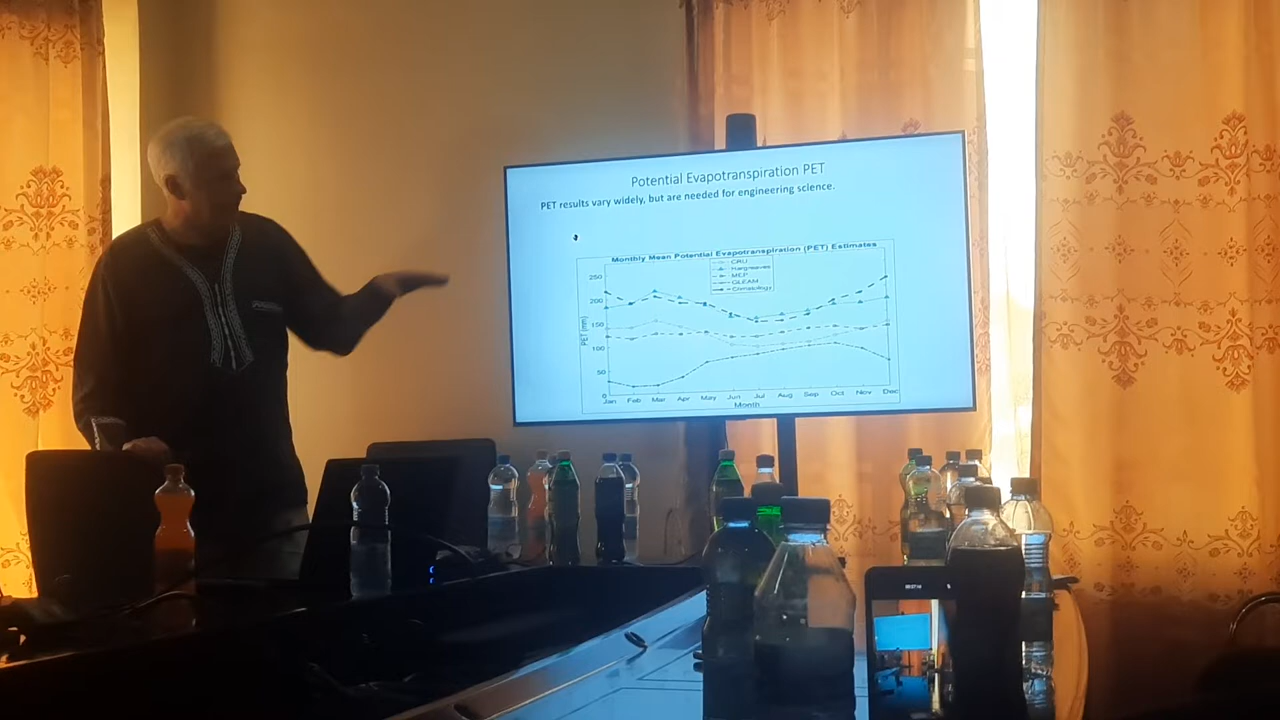 Potential Evapotranspiration PET
PET results vary widely, but are needed for engineering science.
Monthly Mean Potential Evapotranspiration (PET) Estimates
CRU
Hargreaves
MEP
GLEAM
Climatology
250
200
150
100
50
0
PET (mm)
Jan Feb Mar Apr May Jun Jul Aug Sep Oct Nov Dec
Month